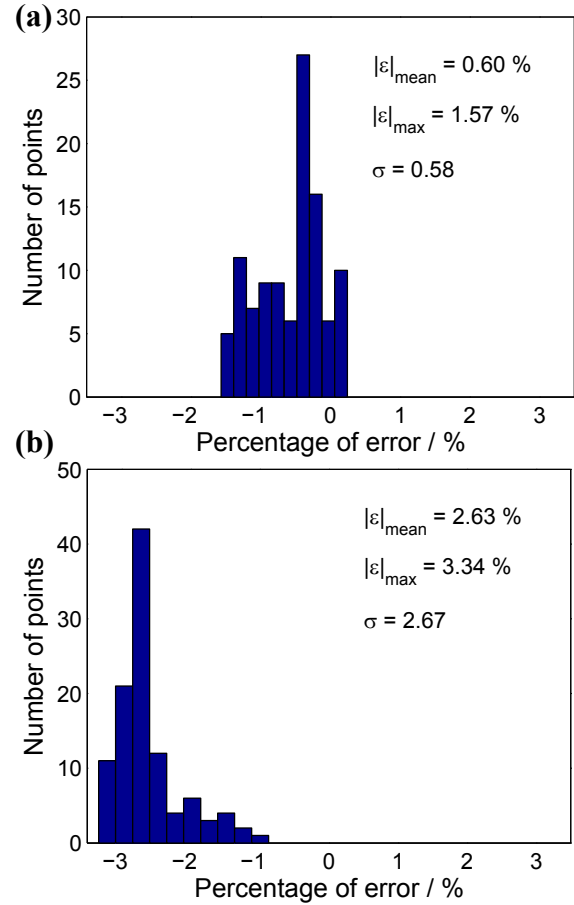 (a)
30
25
20
15
10
5
0
Number of points
|ε|mean = 0.60 %
|ε|max = 1.57 %
σ = 0.58
−3 −2 −1 0 1 2 3
Percentage of error / %
(b)
50
40
30
20
10
0
Number of points
|ε|mean = 2.63 %
|ε|max = 3.34 %
σ = 2.67
−3 −2 −1 0 1 2 3
Percentage of error / %